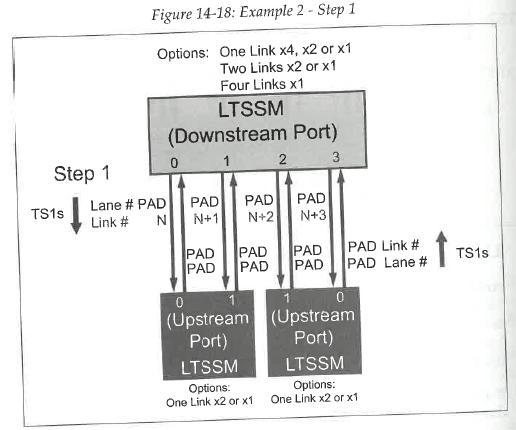 Figure 14-18: Example 2 - Step 1
Options: One Link x4, x2 or x1
Two Links x2 or x1
Four Links x1
LTSSM
(Downstream Port)
0 1 2 3
Step 1
TS1s
Lane # PAD PAD PAD PAD
Link # N N+1 N+2 N+3
PAD PAD PAD PAD Link #
PAD PAD PAD PAD Lane #
TS1s
0 1 1 0
(Upstream (Upstream
Port) Port)
LTSSM LTSSM
Options: Options:
One Link x2 or x1 One Link x2 or x1